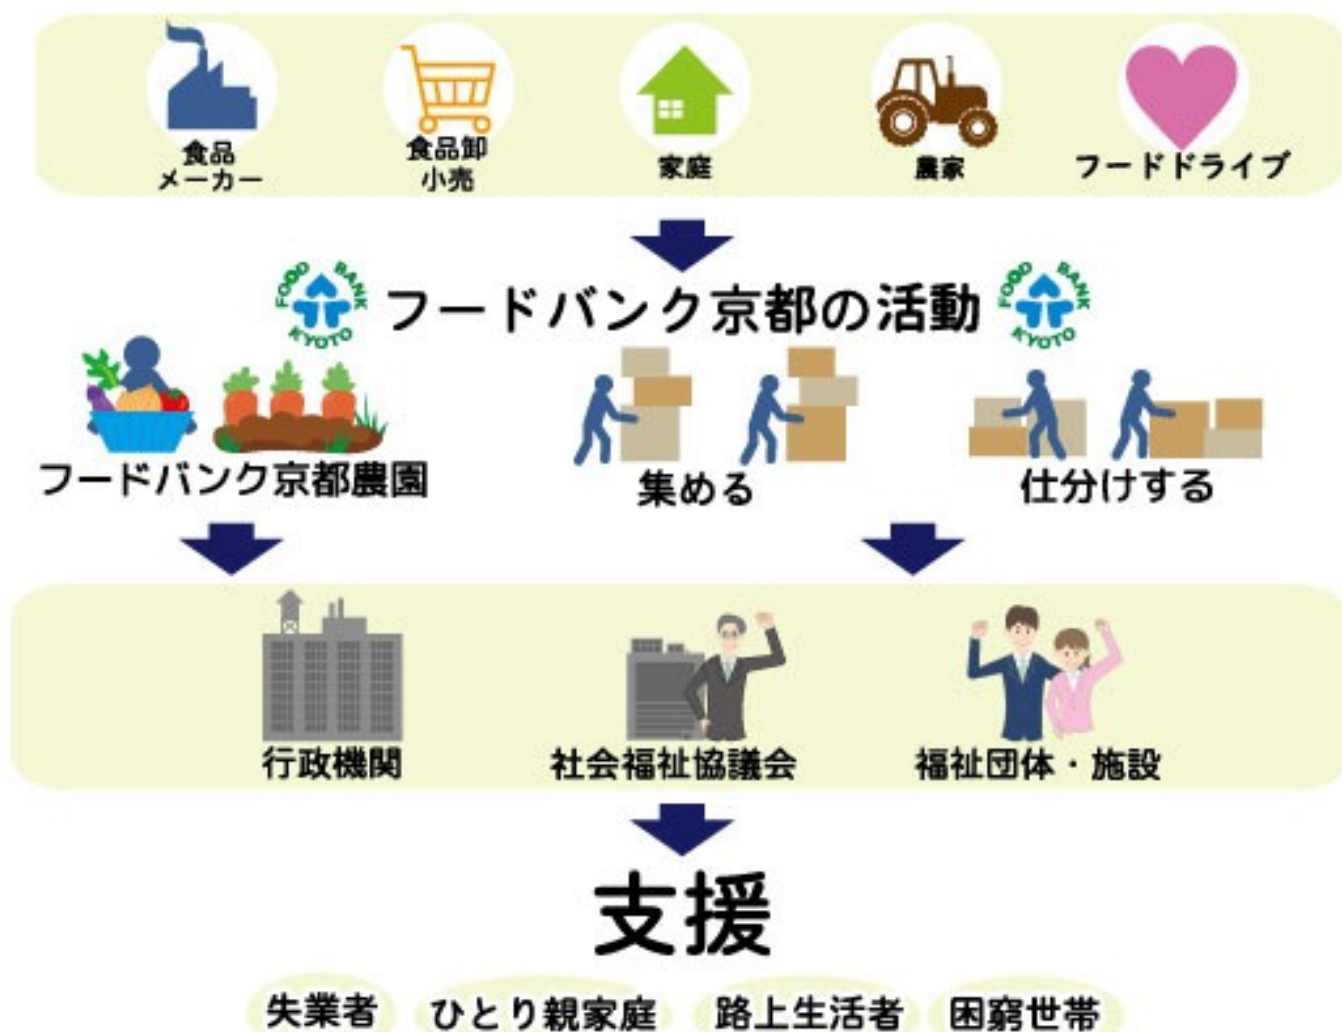 食品
メーカー
食品卸
小売
家庭
農家
フードドライブ
FOOD BANK KYOTO
フードバンク京都の活動
FOOD BANK KYOTO
フードバンク京都農園
集める
仕分けする
行政機関
社会福祉協議会
福祉団体・施設
支援
失業者
ひとり親家庭
路上生活者
困窮世帯